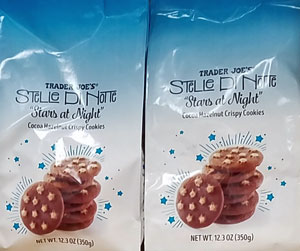 TRADER JOE'S
STELLE DI NOTTE
"Stars at Night"
Cocoa Hazelnut Crispy Cookies
NET WT. 12.3 OZ (350g)
TRADER JOE'S
STELLE DI NOTTE
"Stars at Night"
Cocoa Hazelnut Crispy Cookies
NET WT. 12.3 OZ (350g)